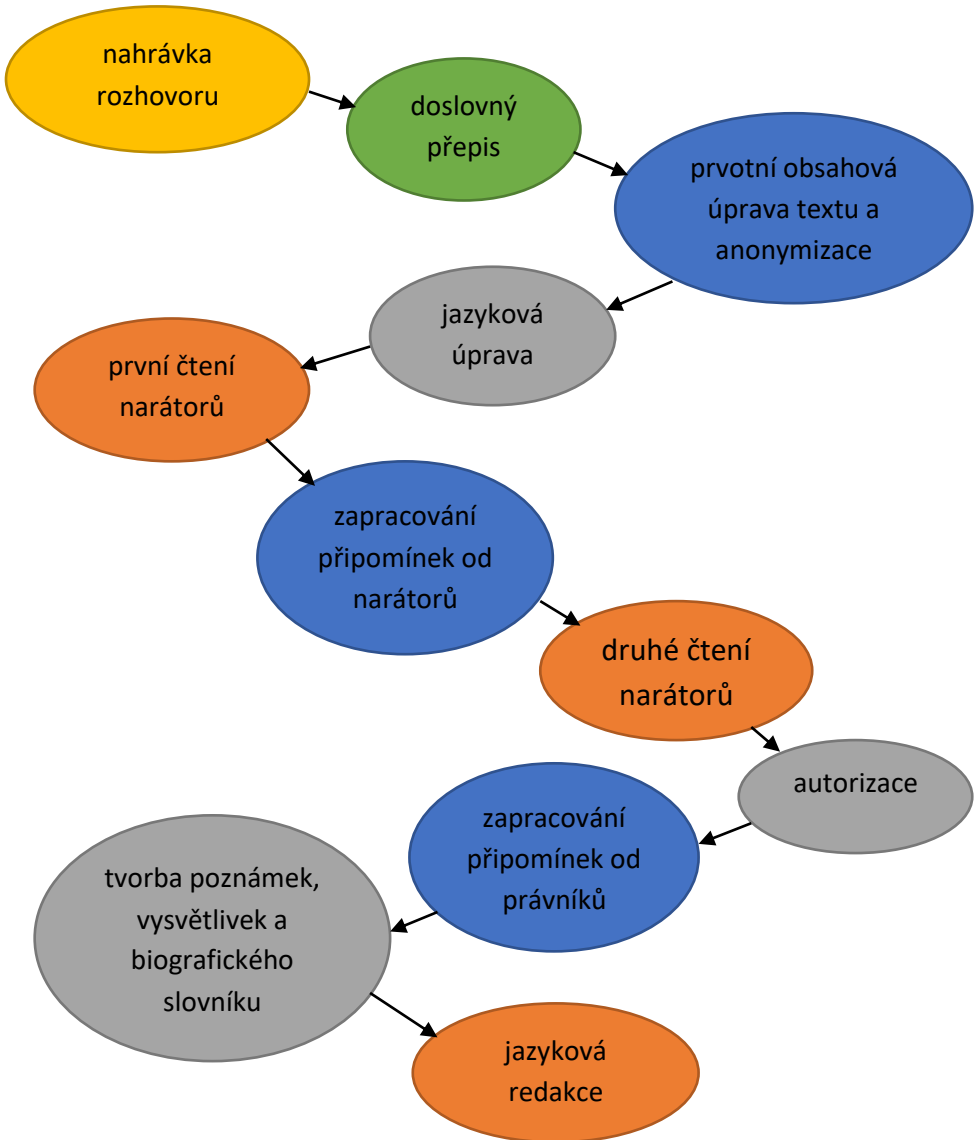 nahrávka
rozhovoru
doslovný
přepis
prvotní obsahová
úprava textu a
anonymizace
jazyková
úprava
první čtení
narátorů
zapracování
připomínek od
narátorů
druhé čtení
narátorů
autorizace
zapracování
připomínek od
právníků
tvorba poznámek,
vysvětlivek a
biografického
slovníku
jazyková
redakce